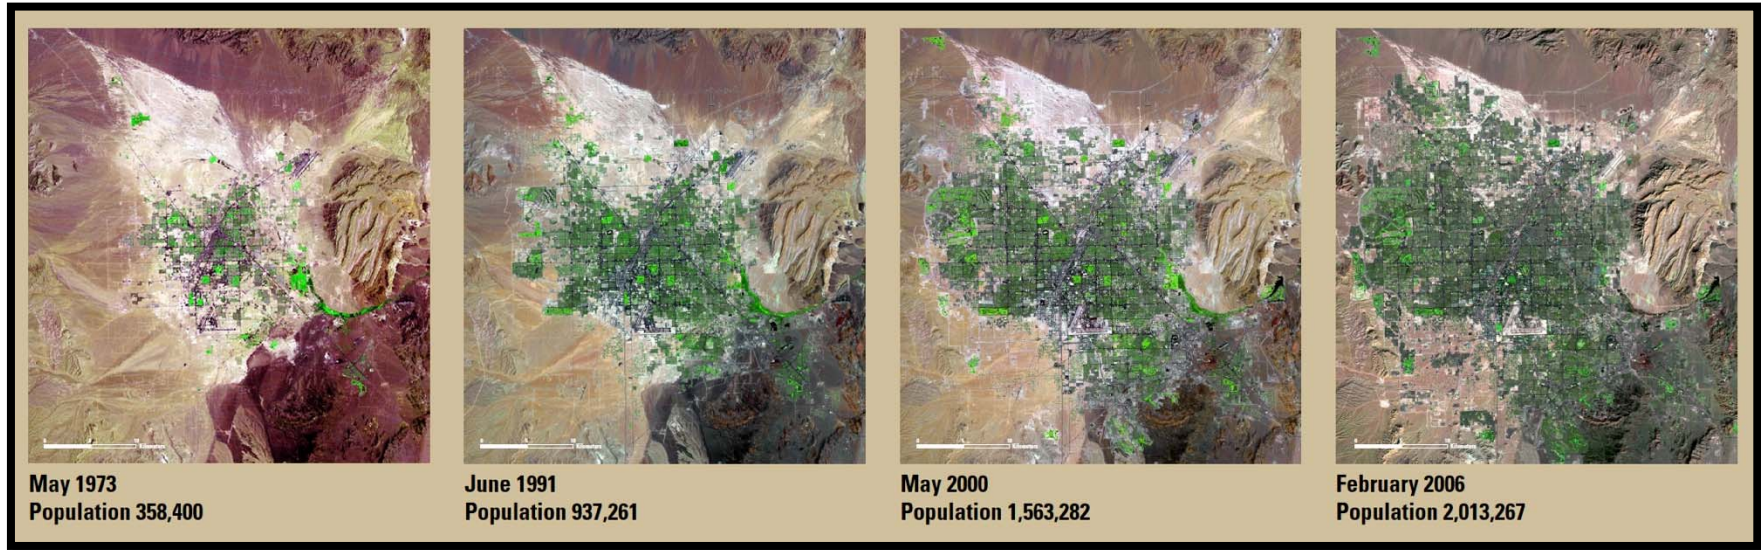 May 1973
Population 358,400
June 1991
Population 937,261
May 2000
Population 1,563,282
February 2006
Population 2,013,267